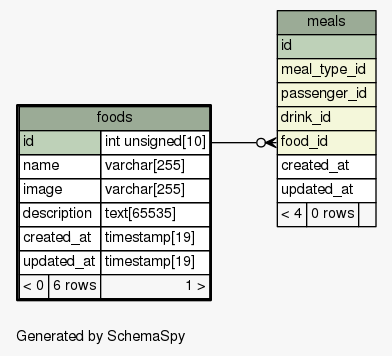 meals
id
meal_type_id
passenger_id
drink_id
food_id
created_at
updated_at
< 4 0 rows
foods
id int unsigned[10]
name varchar[255]
image varchar[255]
description text[65535]
created_at timestamp[19]
updated_at timestamp[19]
< 0 6 rows 1 >
Generated by SchemaSpy